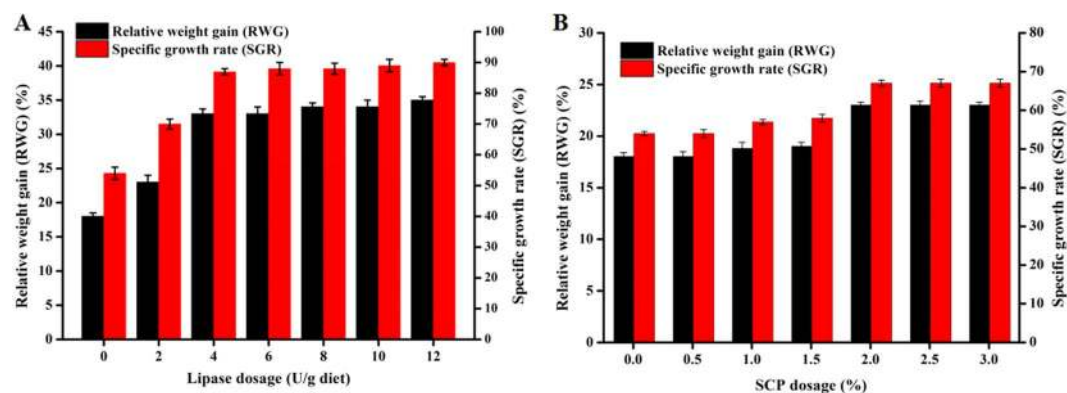 A
Relative weight gain (RWG)
Specific growth rate (SGR)
45
40
35
30
25
20
15
10
5
0
Relative weight gain (RWG) (%)
100
90
80
70
60
50
40
30
20
10
0
Specific growth rate (SGR) (%)
0 2 4 6 8 10 12
Lipase dosage (U/g diet)
B
Relative weight gain (RWG)
Specific growth rate (SGR)
30
25
20
15
10
5
0
Relative weight gain (RWG) (%)
80
70
60
50
40
30
20
10
0
Specific growth rate (SGR) (%)
0.0 0.5 1.0 1.5 2.0 2.5 3.0
SCP dosage (%)